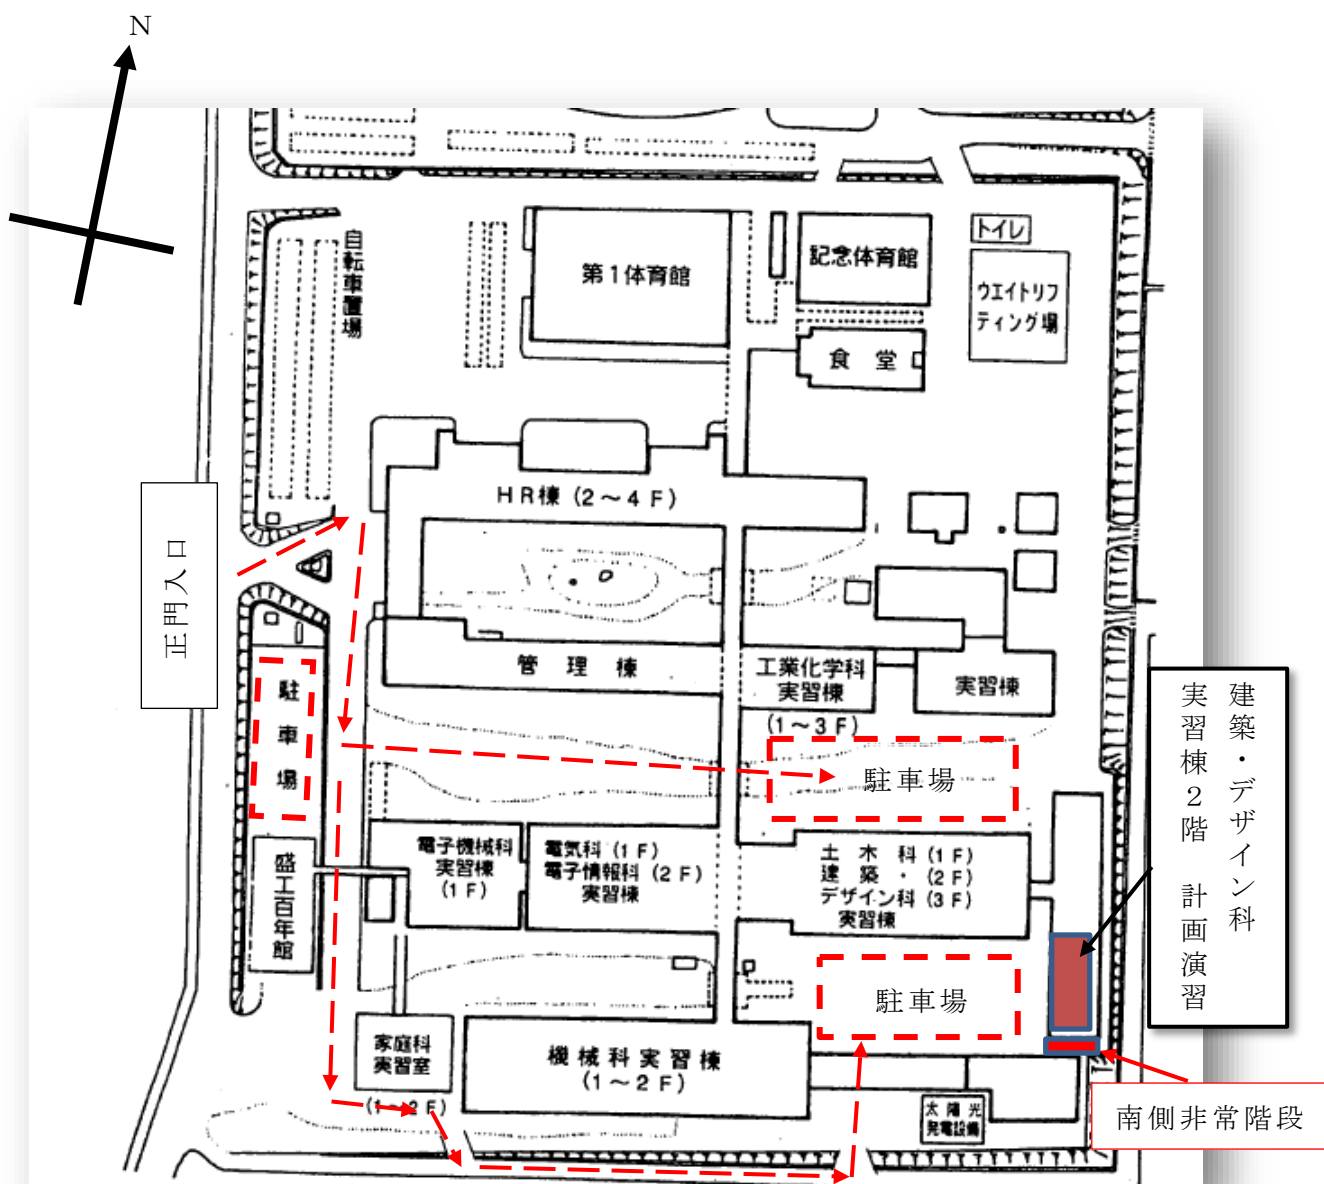 N
自転車置場
第1体育館
記念体育館
トイレ
ウエイトリフ
ティング場
食堂
HR棟(2～4F)
正門入口
管理棟
工業化学科
実習棟
(1～3F)
実習棟
駐車場
駐車場
建築・デザイン科
実習棟2階 計画演習
盛工百年館
電子機械科
実習棟
(1F)
電気科(1F)
電子情報科(2F)
実習棟
土木科(1F)
建築・(2F)
デザイン科(3F)
実習棟
駐車場
家庭科
実習室
(1～2F)
機械科実習棟
(1～2F)
太陽光
発電設備
南側非常階段